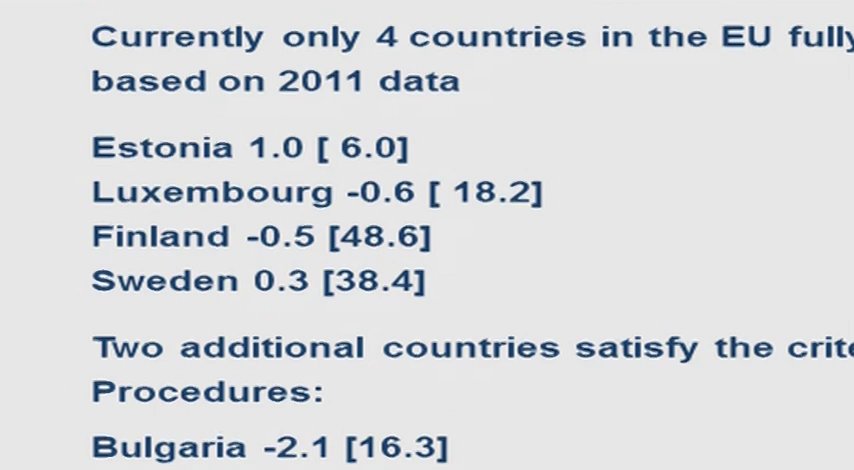 Currently only 4 countries in the EU fully
based on 2011 data
Estonia 1.0 [ 6.0]
Luxembourg -0.6 [ 18.2]
Finland -0.5 [48.6]
Sweden 0.3 [38.4]
Two additional countries satisfy the
Procedures:
Bulgaria -2.1 [16.3]